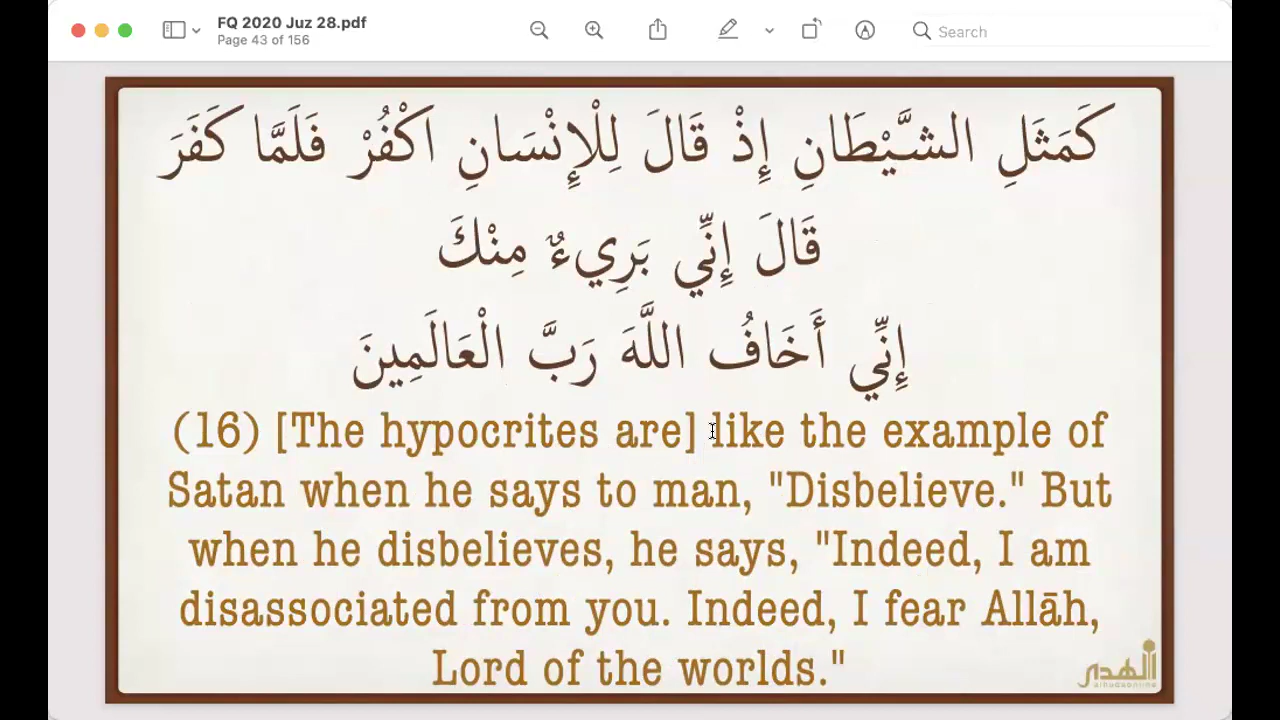 FQ 2020 Juz 28.pdf
Page 43 of 156
Search
كَمَثَلِ الشَّيْطَانِ إِذْ قَالَ لِلْإِنْسَانِ اكْفُرْ فَلَمَّا كَفَرَ
قَالَ إِنِّي بَرِيءٌ مِنْكَ
إِنِّي أَخَافُ اللَّهَ رَبَّ الْعَالَمِينَ
(16) [The hypocrites are] like the example of
Satan when he says to man, "Disbelieve." But
when he disbelieves, he says, "Indeed, I am
disassociated from you. Indeed, I fear Allāh,
Lord of the worlds."
الهدى
alhudaonline